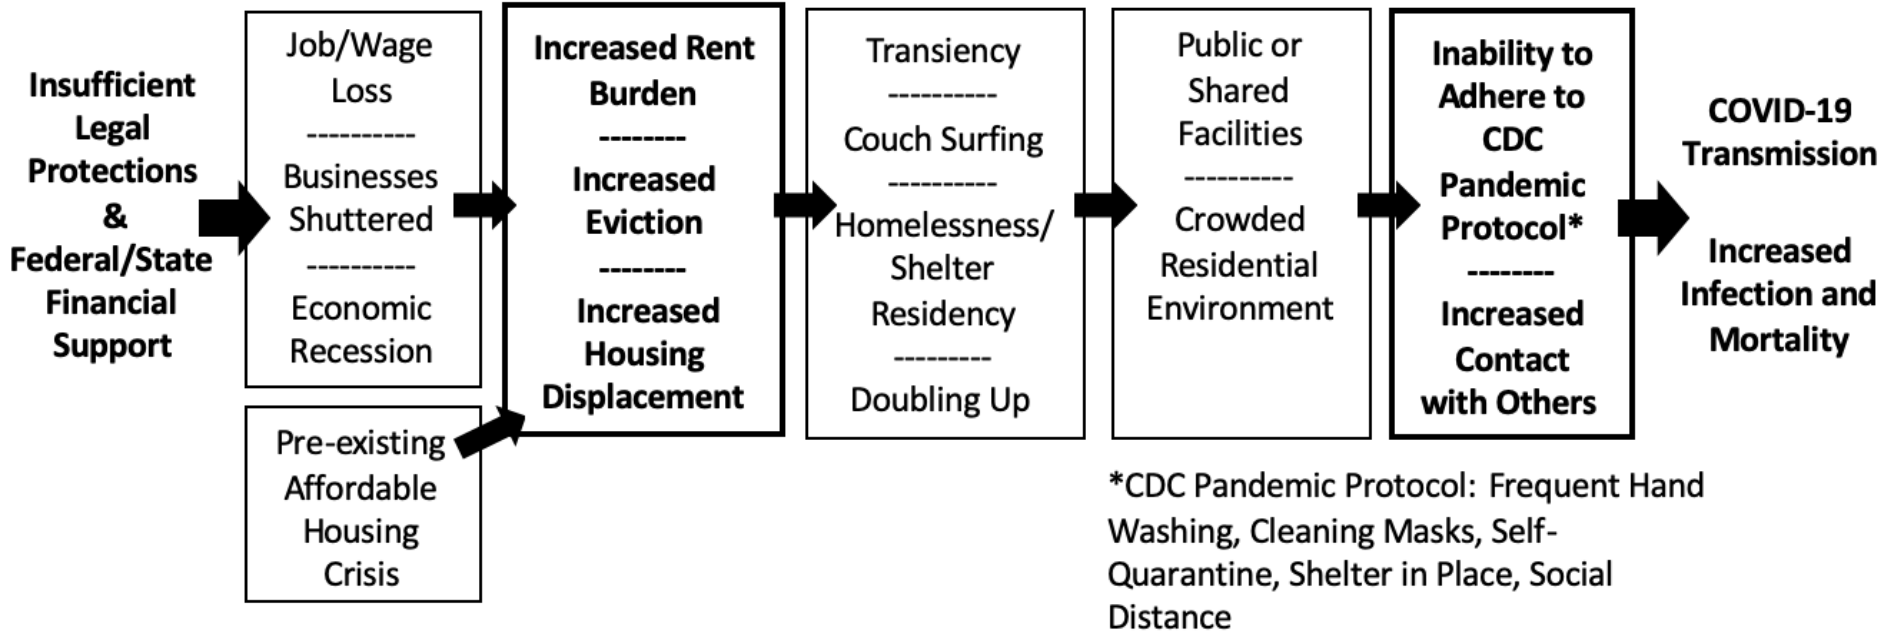 Insufficient
Legal
Protections
&
Federal/State
Financial
Support
Job/Wage
Loss
----------
Businesses
Shuttered
----------
Economic
Recession
Pre-existing
Affordable
Housing
Crisis
Increased Rent
Burden
--------
Increased
Eviction
--------
Increased
Housing
Displacement
Transiency
----------
Couch Surfing
----------
Homelessness/
Shelter
Residency
---------
Doubling Up
Public or
Shared
Facilities
----------
Crowded
Residential
Environment
Inability to
Adhere to
CDC
Pandemic
Protocol*
--------
Increased
Contact
with Others
COVID-19
Transmission
Increased
Infection and
Mortality
*CDC Pandemic Protocol: Frequent Hand
Washing, Cleaning Masks, Self-
Quarantine, Shelter in Place, Social
Distance